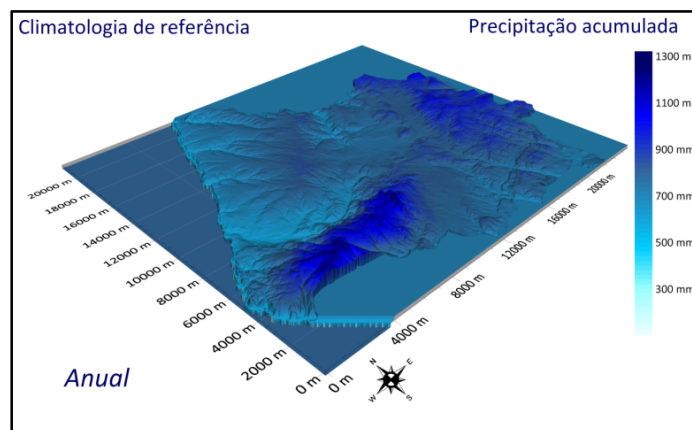 Climatologia de referência
Precipitação acumulada
1300 m
1100 mm
900 mm
700 mm
500 mm
300 mm
20000 m
18000 m
16000 m
14000 m
12000 m
10000 m
8000 m
6000 m
4000 m
2000 m
0 m
0 m
4000 m
8000 m
12000 m
16000 m
20000 m
N
E
W
S
Anual